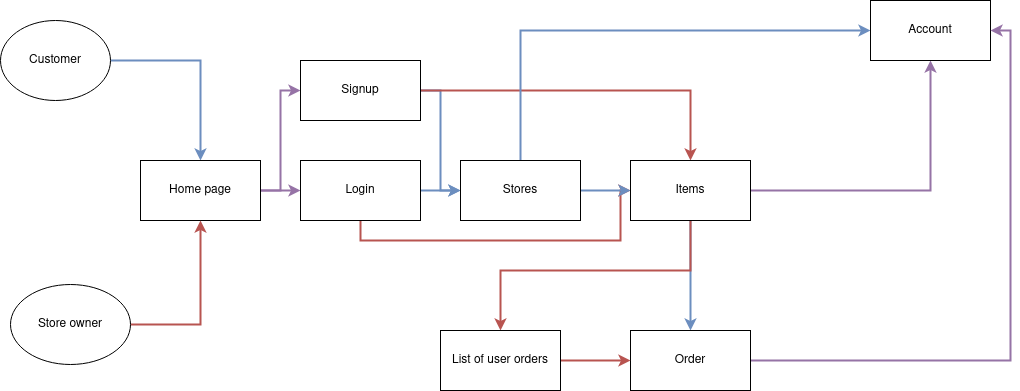 Account
Customer
Signup
Home page
Login
Stores
Items
Store owner
List of user orders
Order